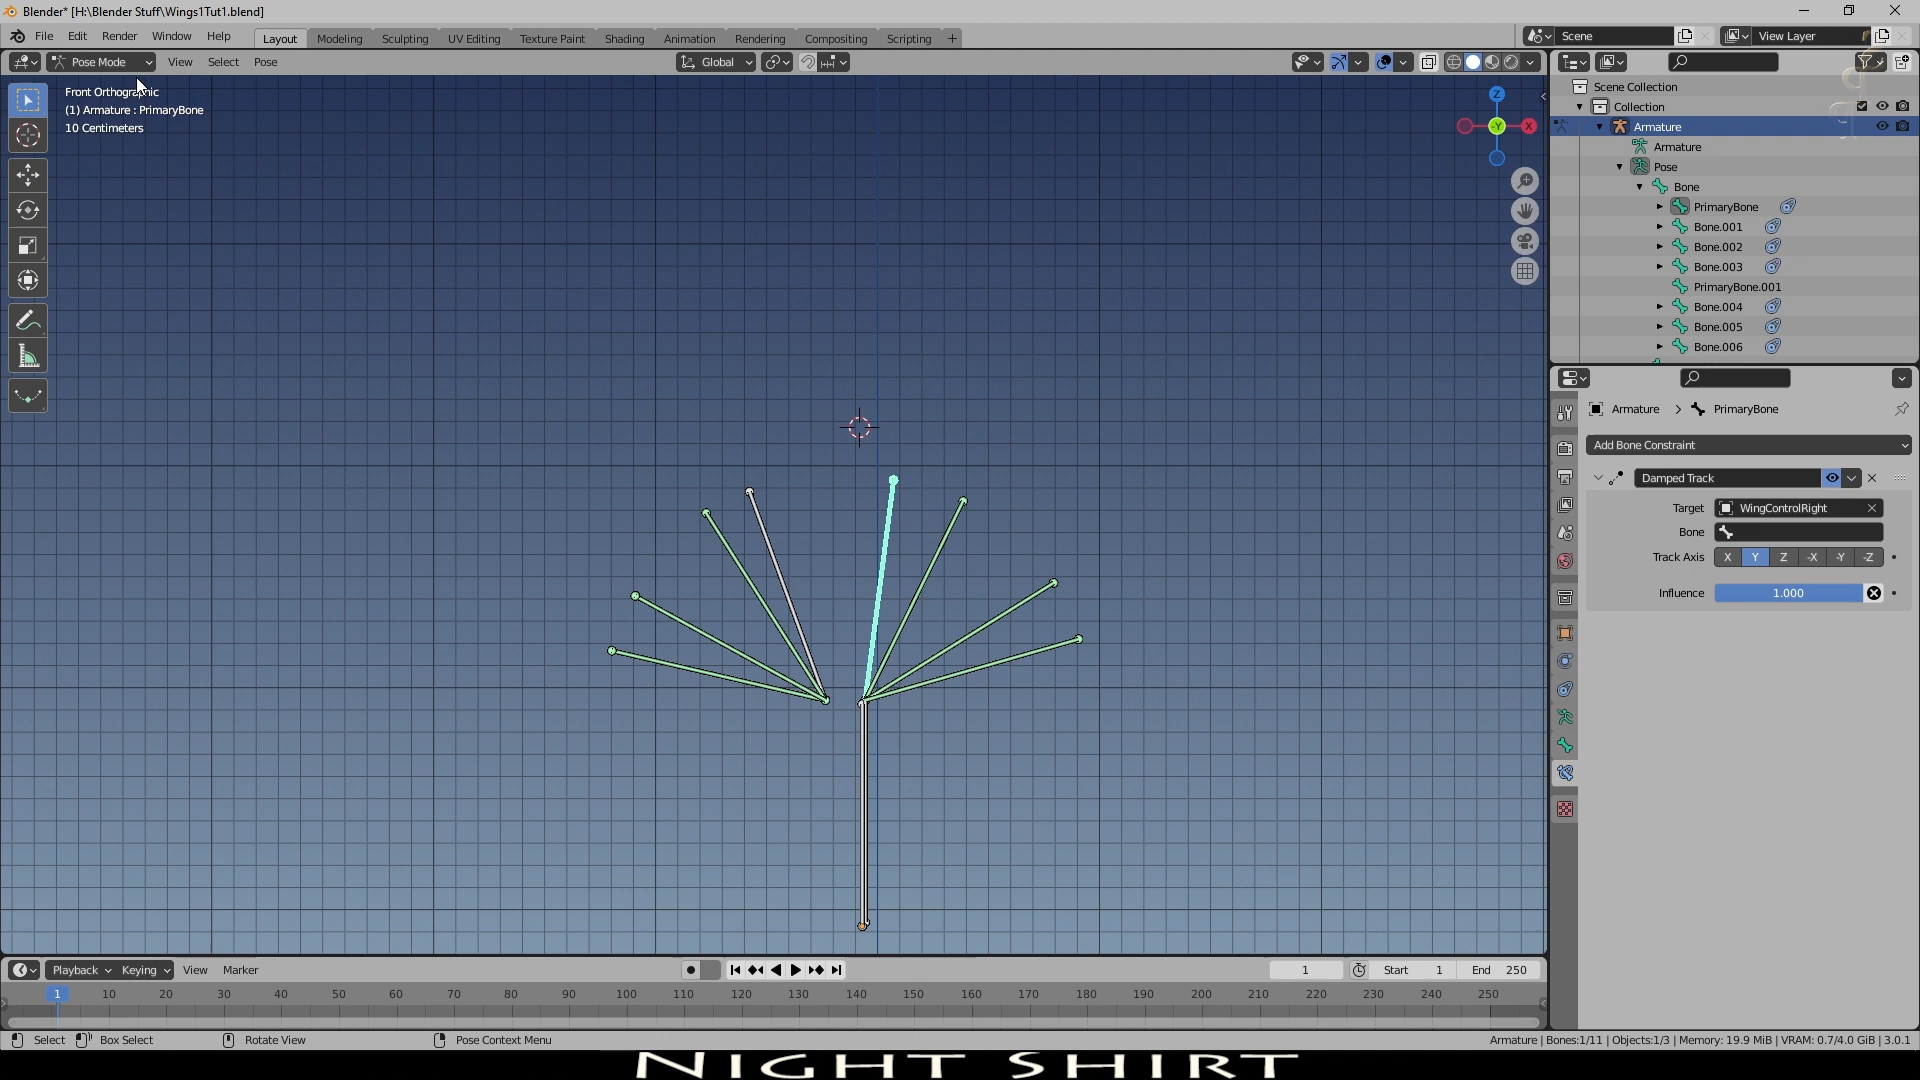 Blender* [H:\Blender Stuff\Wings1Tut1.blend]
File Edit Render Window Help Layout Modeling Sculpting UV Editing Texture Paint Shading Animation Rendering Compositing Scripting + Scene View Layer
Pose Mode View Select Pose Global
Front Orthographic
(1) Armature : PrimaryBone
10 Centimeters
Z
-Y X
Scene Collection
Collection
Armature
Armature
Pose
Bone
PrimaryBone
Bone.001
Bone.002
Bone.003
PrimaryBone.001
Bone.004
Bone.005
Bone.006
Armature > PrimaryBone
Add Bone Constraint
Damped Track
Target WingControlRight
Bone
Track Axis X Y Z -X -Y -Z
Influence 1.000
Playback Keying View Marker 1 Start 1 End 250
1 10 20 30 40 50 60 70 80 90 100 110 120 130 140 150 160 170 180 190 200 210 220 230 240 250
Select Box Select Rotate View Pose Context Menu Armature | Bones:1/11 | Objects:1/3 | Memory: 19.9 MiB | VRAM: 0.7/4.0 GiB | 3.0.1
NIGHT SHIRT